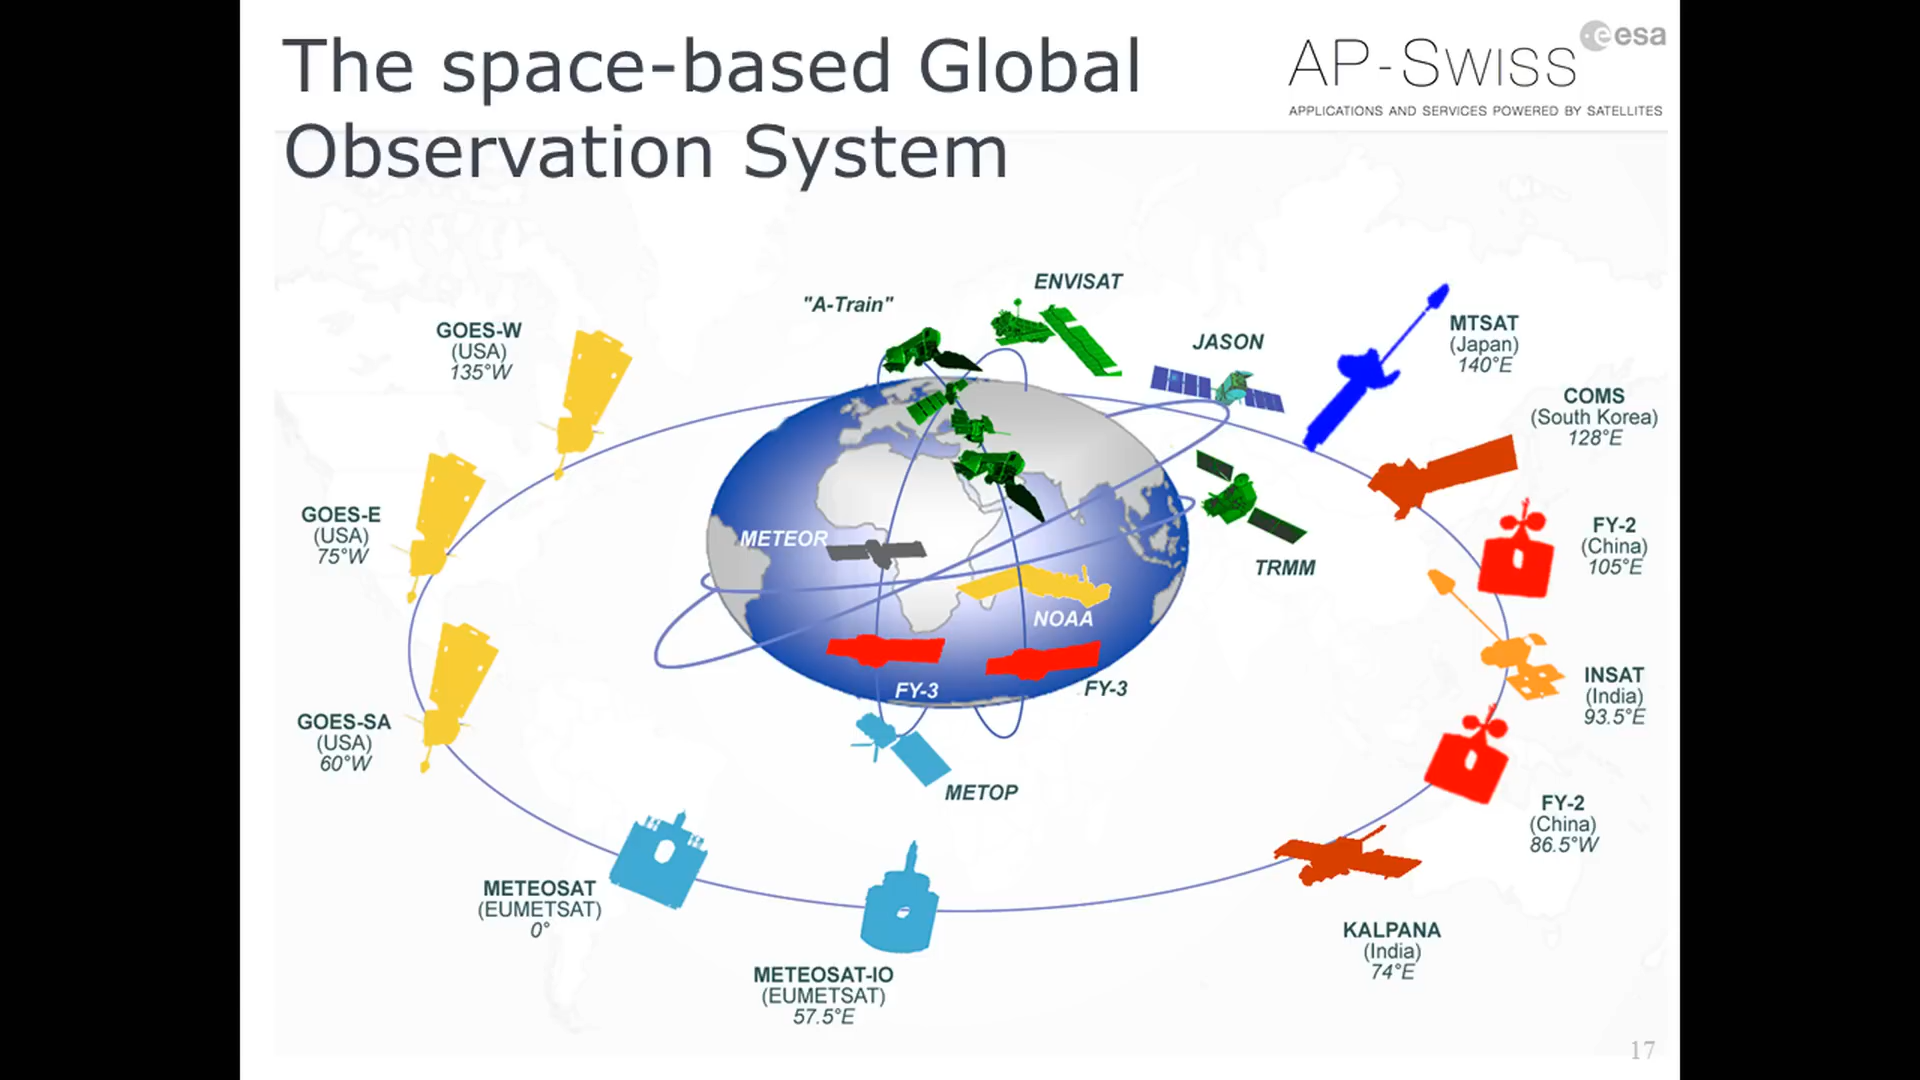 The space-based Global
Observation System
esa
AP-SWISS
APPLICATIONS AND SERVICES POWERED BY SATELLITES
ENVISAT
"A-Train"
JASON
MTSAT
(Japan)
140°E
GOES-W
(USA)
135°W
COMS
(South Korea)
128°E
GOES-E
(USA)
75°W
FY-2
(China)
105°E
METEOR
TRMM
NOAA
FY-3
FY-3
INSAT
(India)
93.5°E
GOES-SA
(USA)
60°W
METOP
FY-2
(China)
86.5°W
METEOSAT
(EUMETSAT)
0°
KALPANA
(India)
74°E
METEOSAT-IO
(EUMETSAT)
57.5°E
17